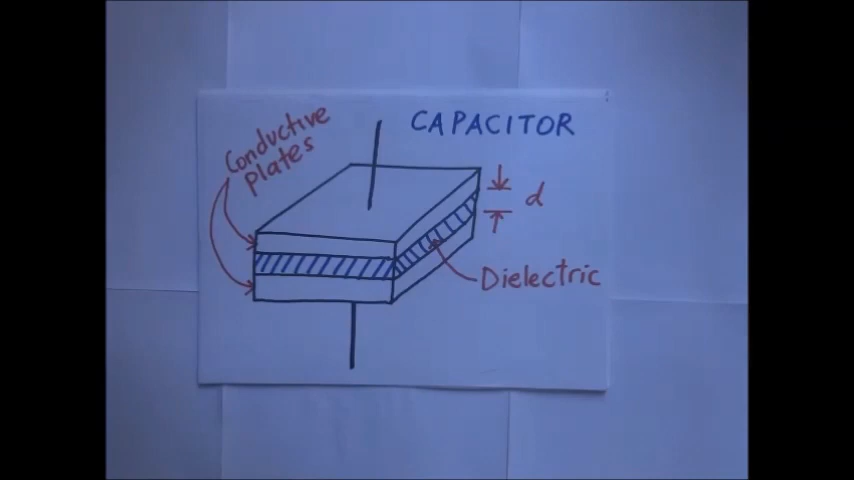 CAPACITOR
Conductive
plates
d
Dielectric